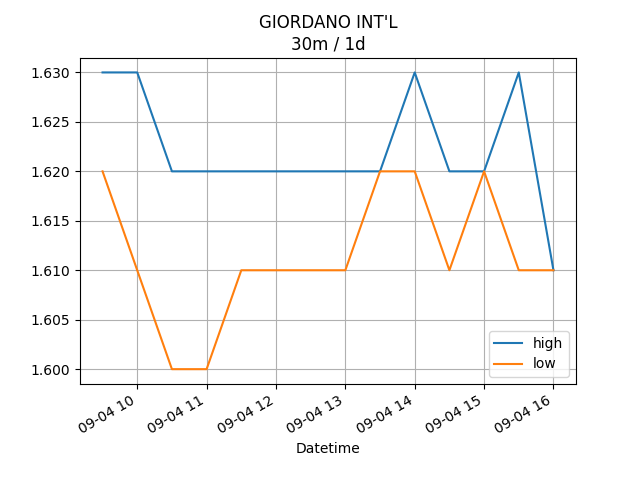 GIORDANO INT'L
30m / 1d
1.630
1.625
1.620
1.615
1.610
1.605
1.600
high
low
09-04 10
09-04 11
09-04 12
09-04 13
09-04 14
09-04 15
09-04 16
Datetime